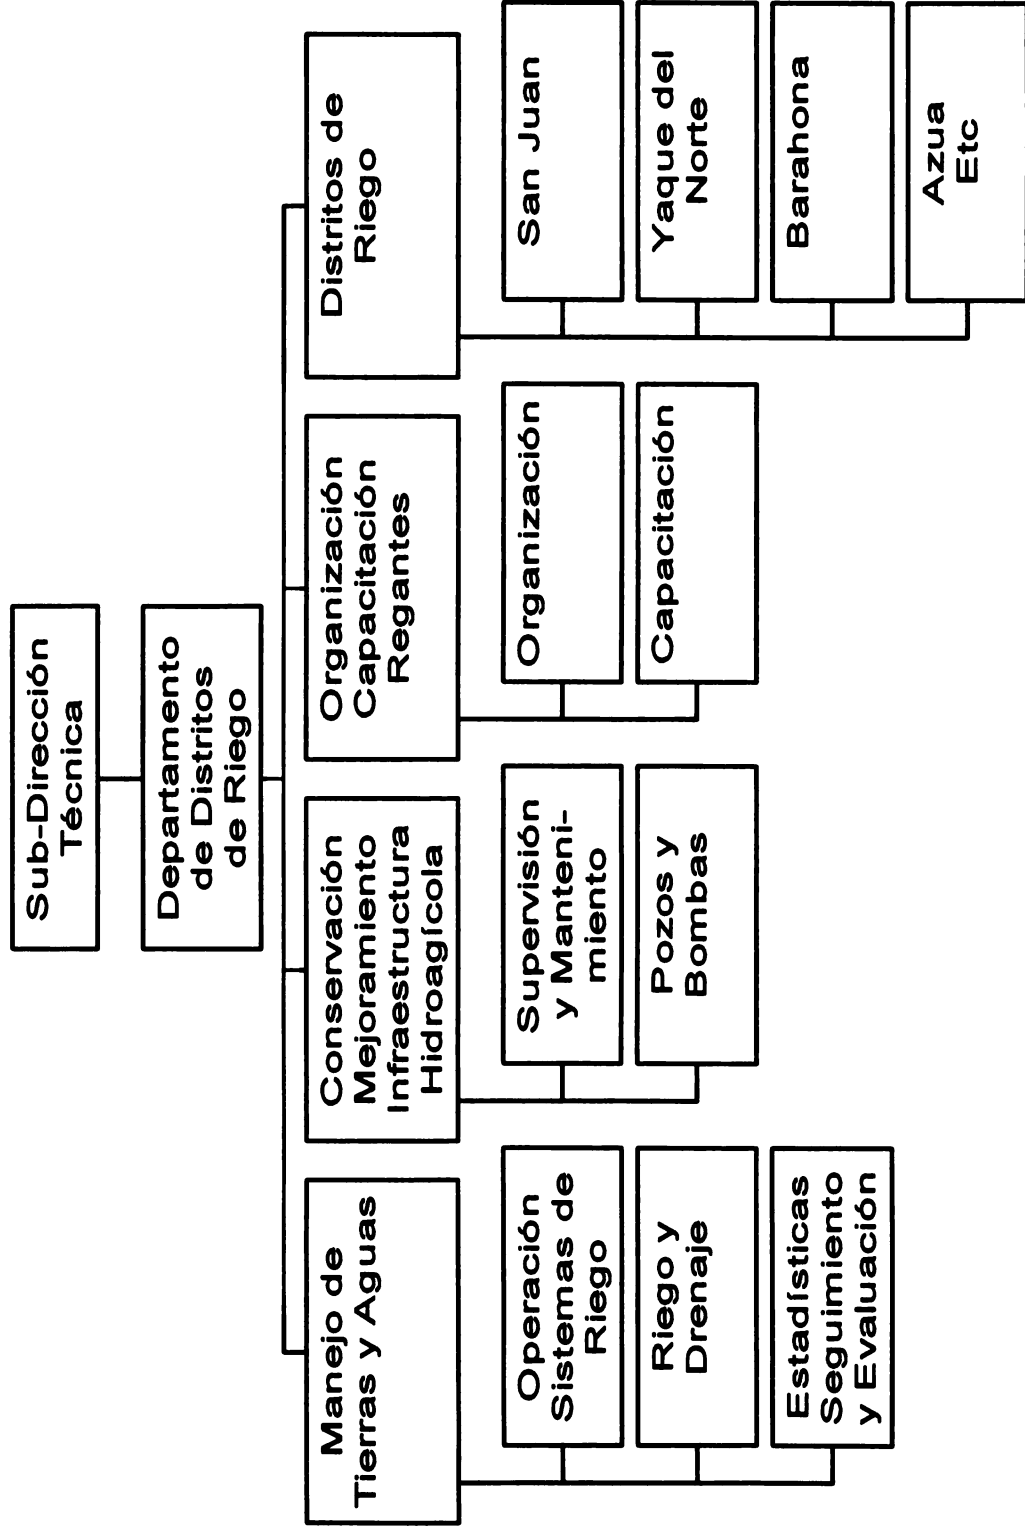 Sub-Dirección
Técnica
Departamento
de Distritos
de Riego
Manejo de
Tierras y Aguas
Conservación
Mejoramiento
Infraestructura
Hidroagícola
Organización
Capacitación
Regantes
Distritos de
Riego
Operación
Sistemas de
Riego
Riego y
Drenaje
Estadísticas
Seguimiento
y Evaluación
Supervisión
y Manteni-
miento
Pozos y
Bombas
Organización
Capacitación
San Juan
Yaque del
Norte
Barahona
Azua
Etc